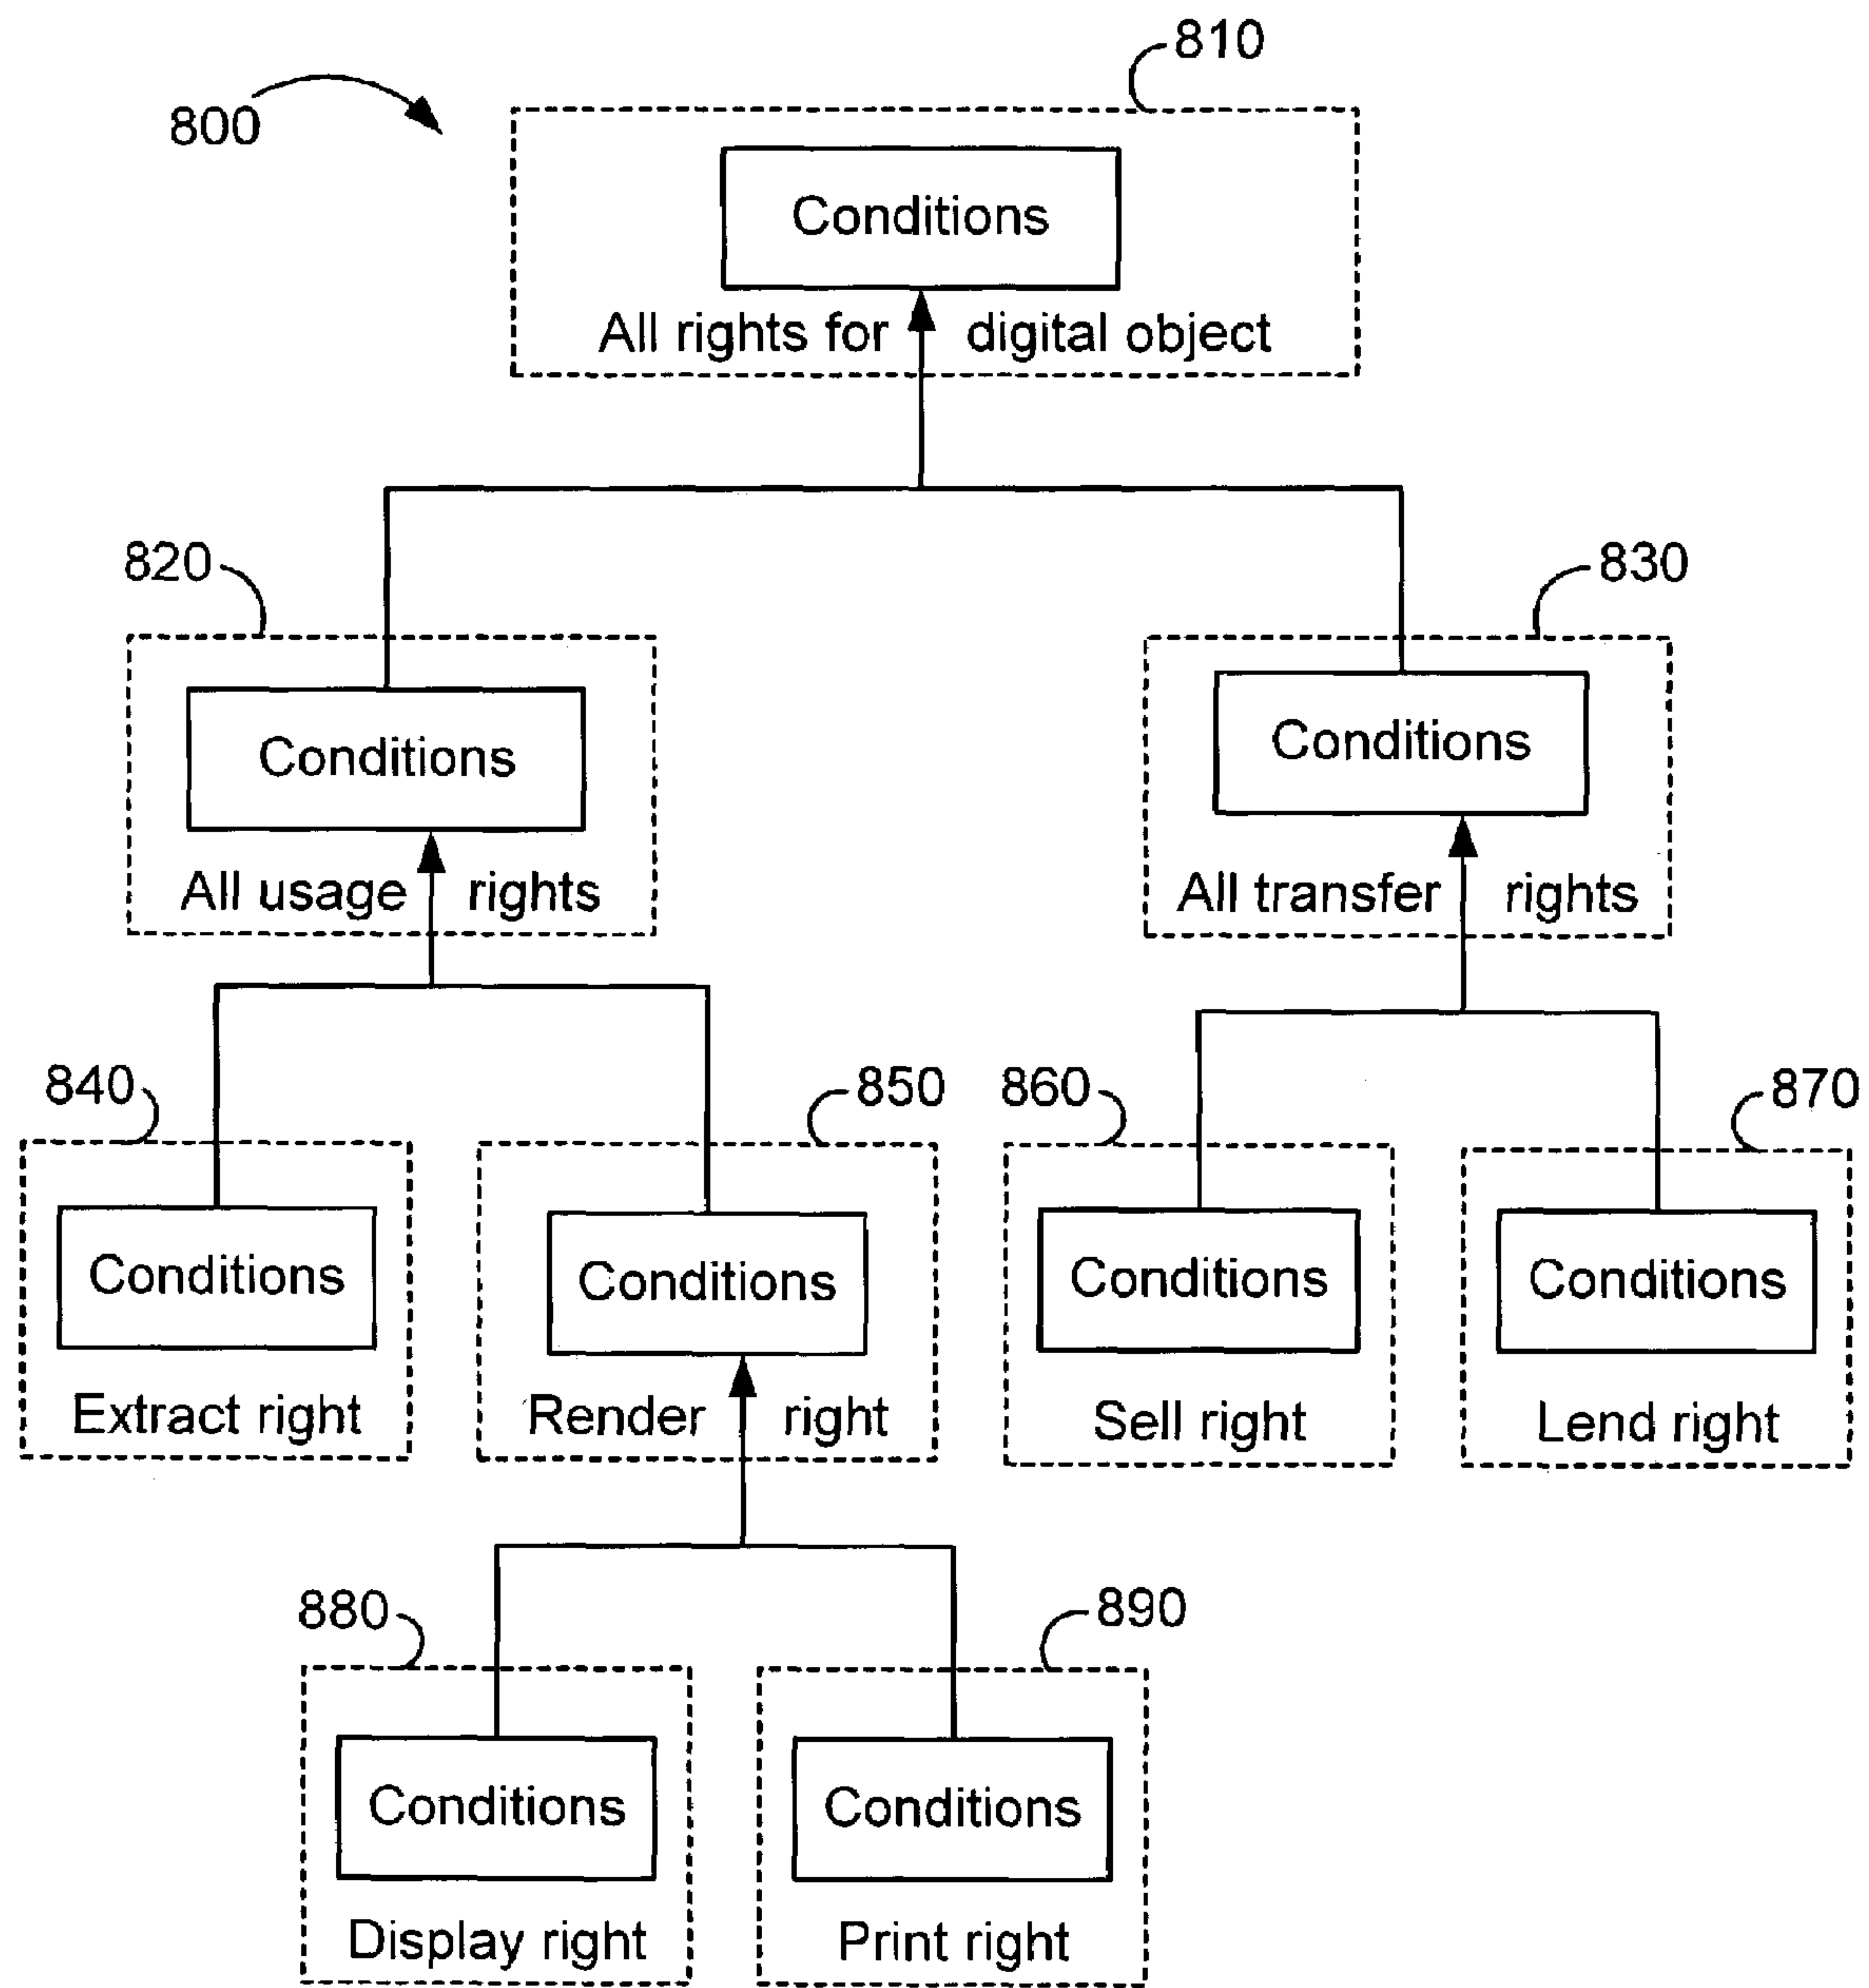 810
800
Conditions
All rights for digital object
820
830
Conditions
Conditions
All usage rights
All transfer rights
840
850
860
870
Conditions
Conditions
Conditions
Conditions
Extract right
Render right
Sell right
Lend right
880
890
Conditions
Conditions
Display right
Print right